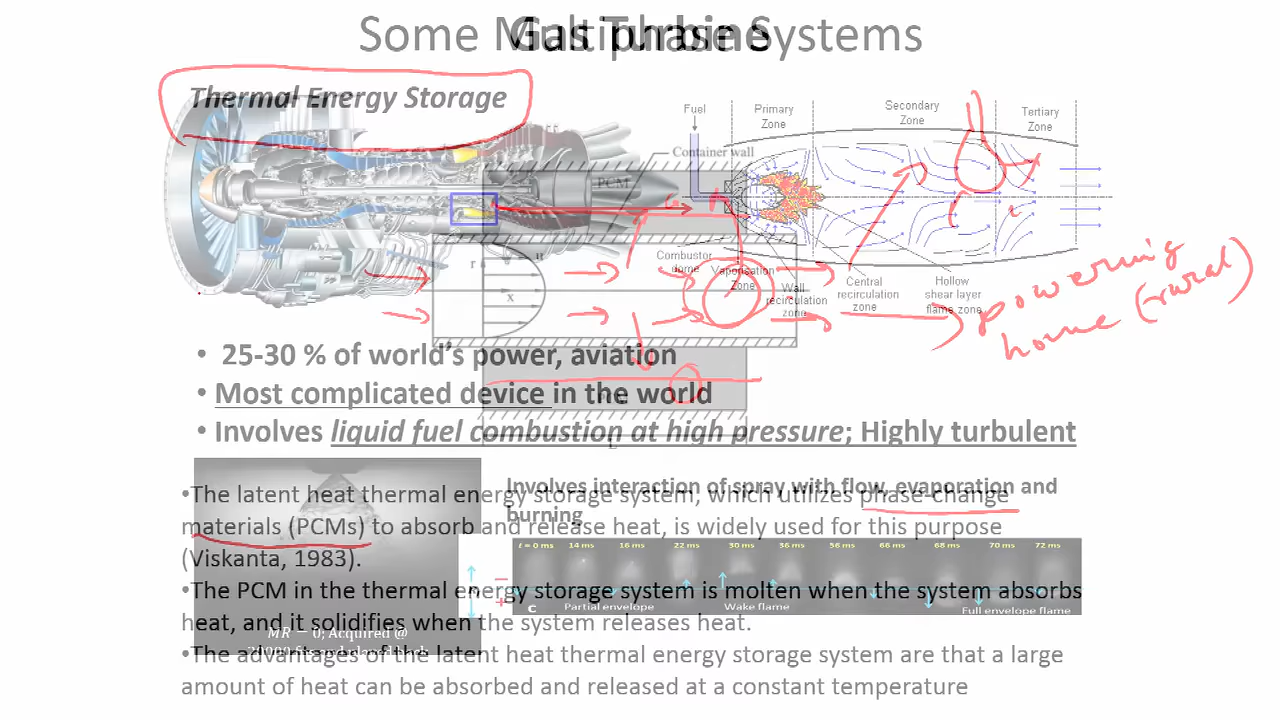 Some Multiphase Systems
Gas turbines
Thermal Energy Storage
Fuel
Primary
Zone
Secondary
Zone
Tertiary
Zone
Container wall
PCM
r
u
x
Combustor
dome
Vaporisation
Zone
Wall
recirculation
zone
Central
recirculation
zone
Hollow
shear layer
flame zone
powering
home (rural)
• 25-30 % of world's power, aviation
• Most complicated device in the world
PCM
• Involves liquid fuel combustion at high pressure; Highly turbulent
L
Involves interaction of spray with flow, evaporation and
burning
•The latent heat thermal energy storage system, which utilizes phase-change
materials (PCMs) to absorb and release heat, is widely used for this purpose
(Viskanta, 1983).
t = 0 ms 14 ms 16 ms 22 ms 30 ms 36 ms 56 ms 66 ms 68 ms 70 ms 72 ms
•The PCM in the thermal energy storage system is molten when the system absorbs
heat, and it solidifies when the system releases heat.
C Partial envelope Wake flame Full envelope flame
MR = 0; Acquired @
•The advantages of the latent heat thermal energy storage system are that a large
amount of heat can be absorbed and released at a constant temperature